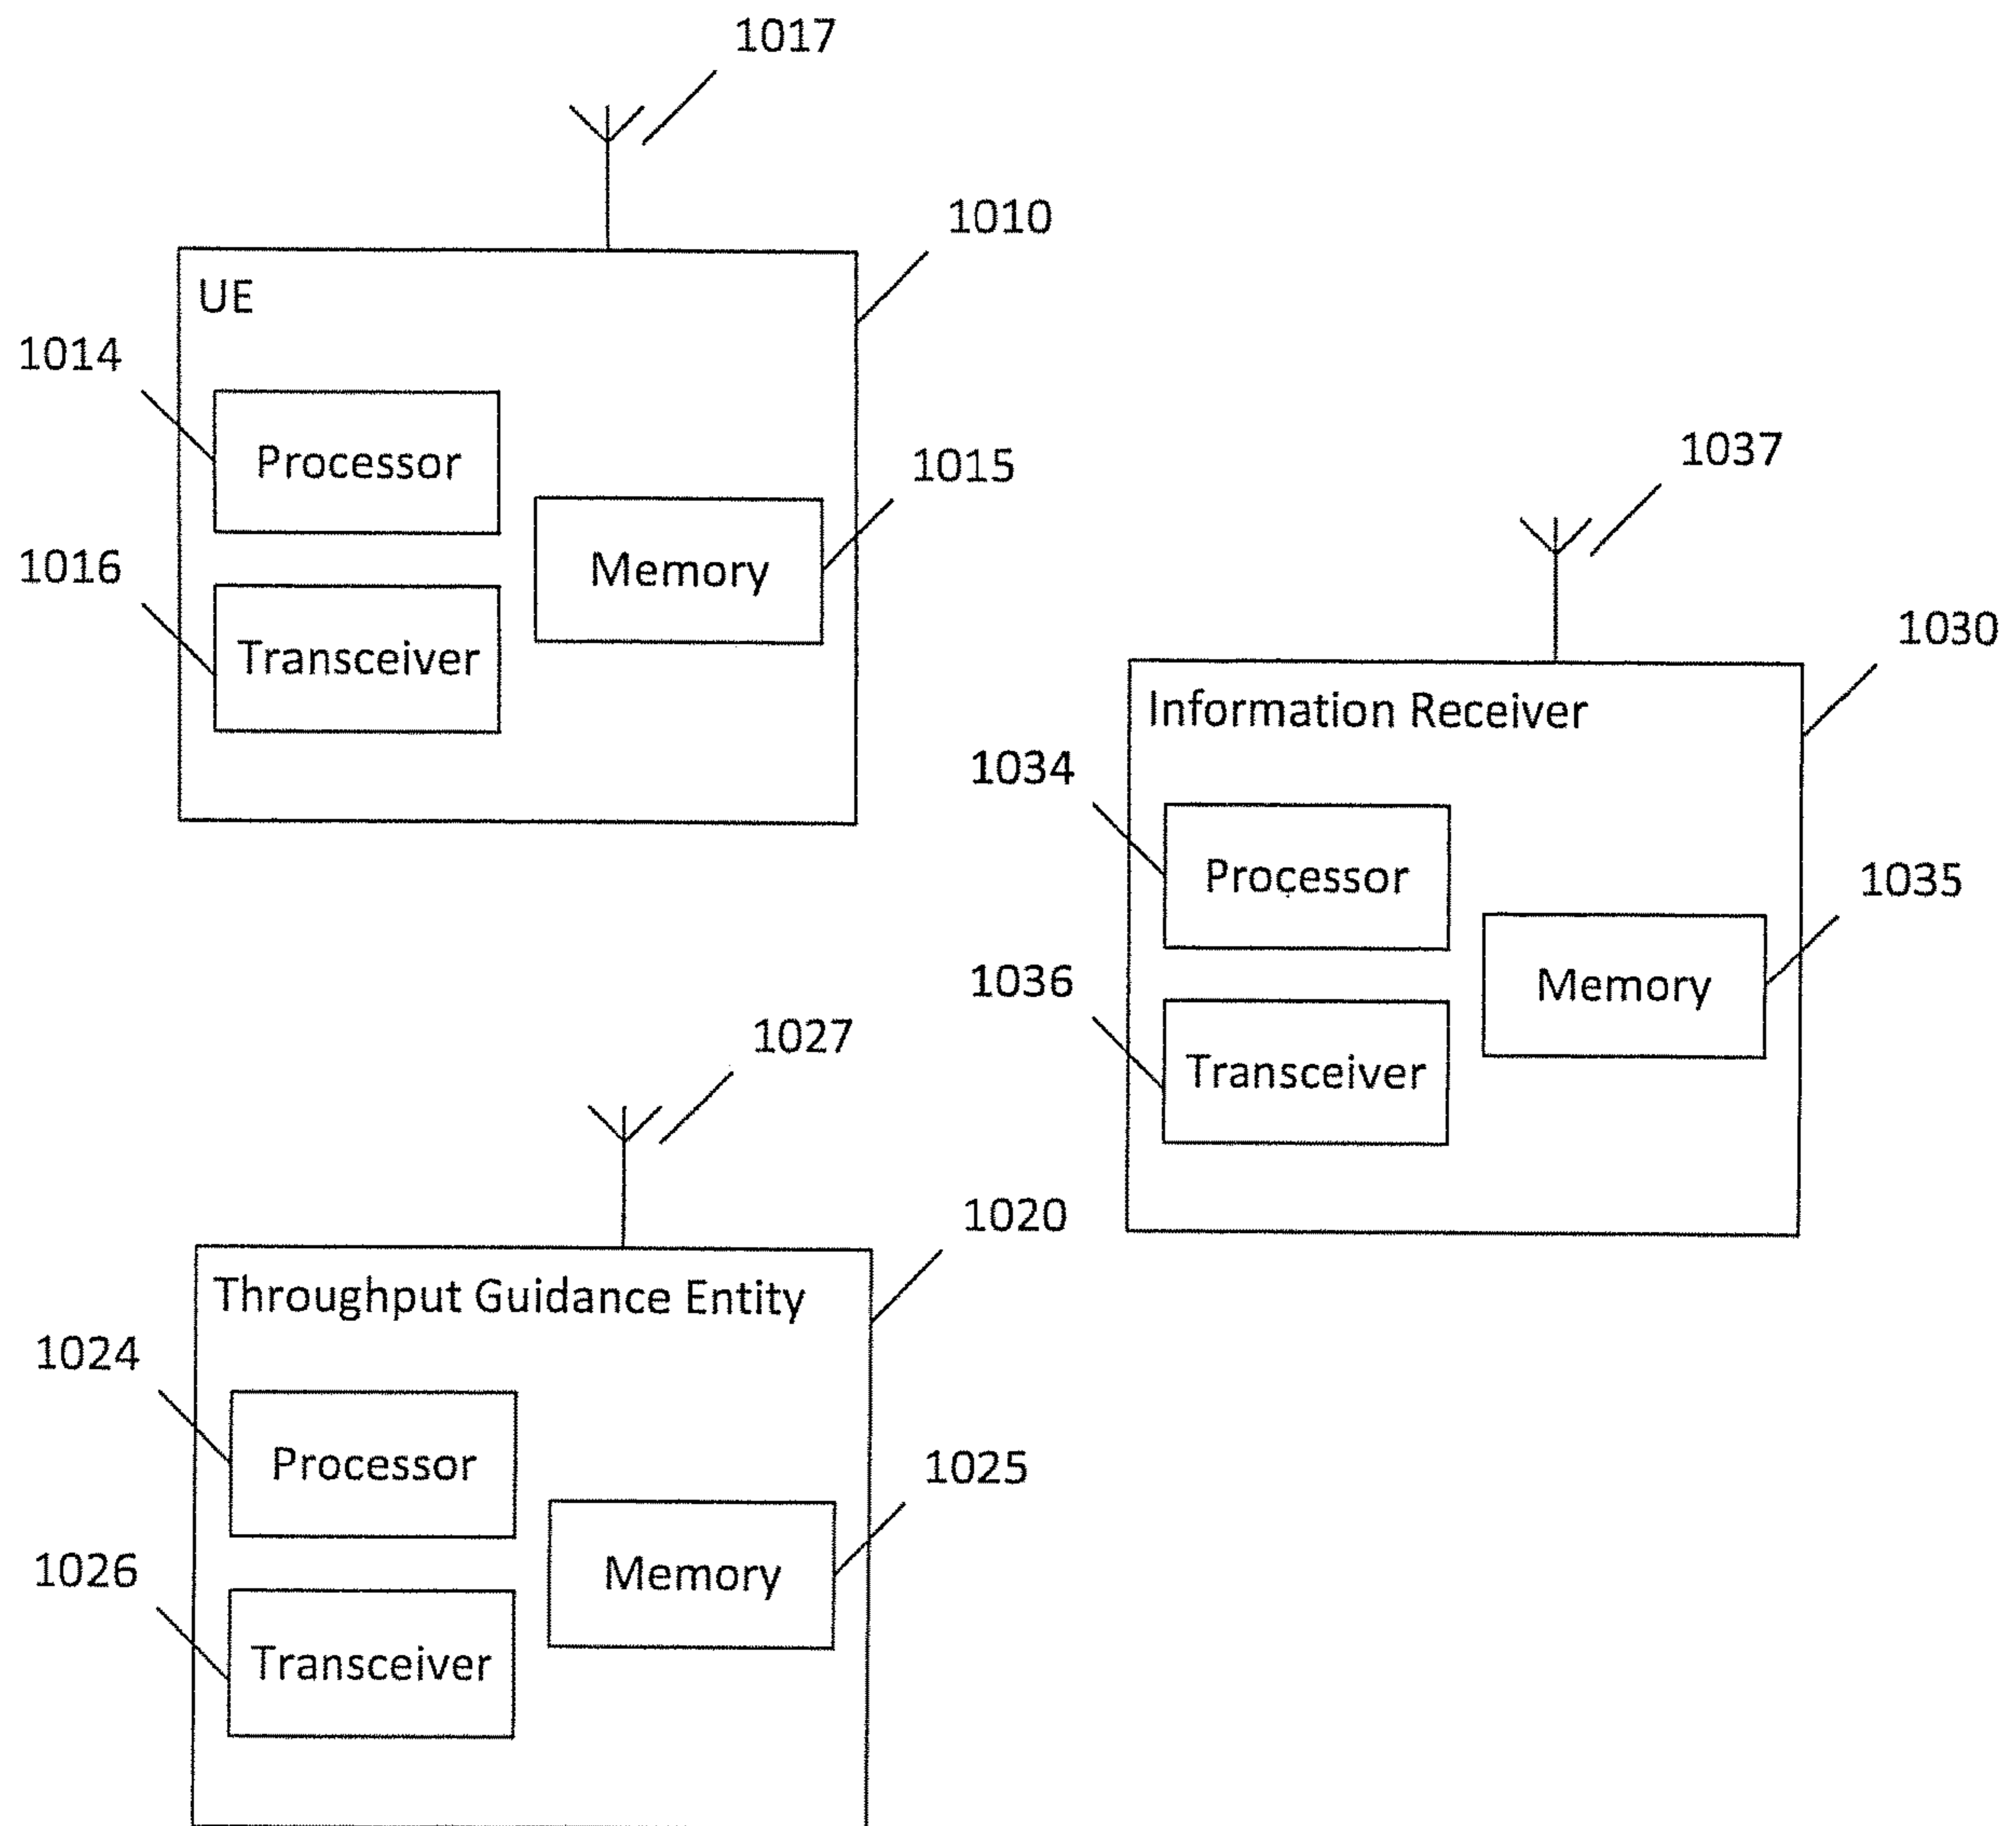 1017
1010
UE
1014
Processor
1015
Memory
1016
Transceiver
1037
1030
Information Receiver
1034
Processor
1035
Memory
1036
Transceiver
1027
1020
Throughput Guidance Entity
1024
Processor
1025
Memory
1026
Transceiver